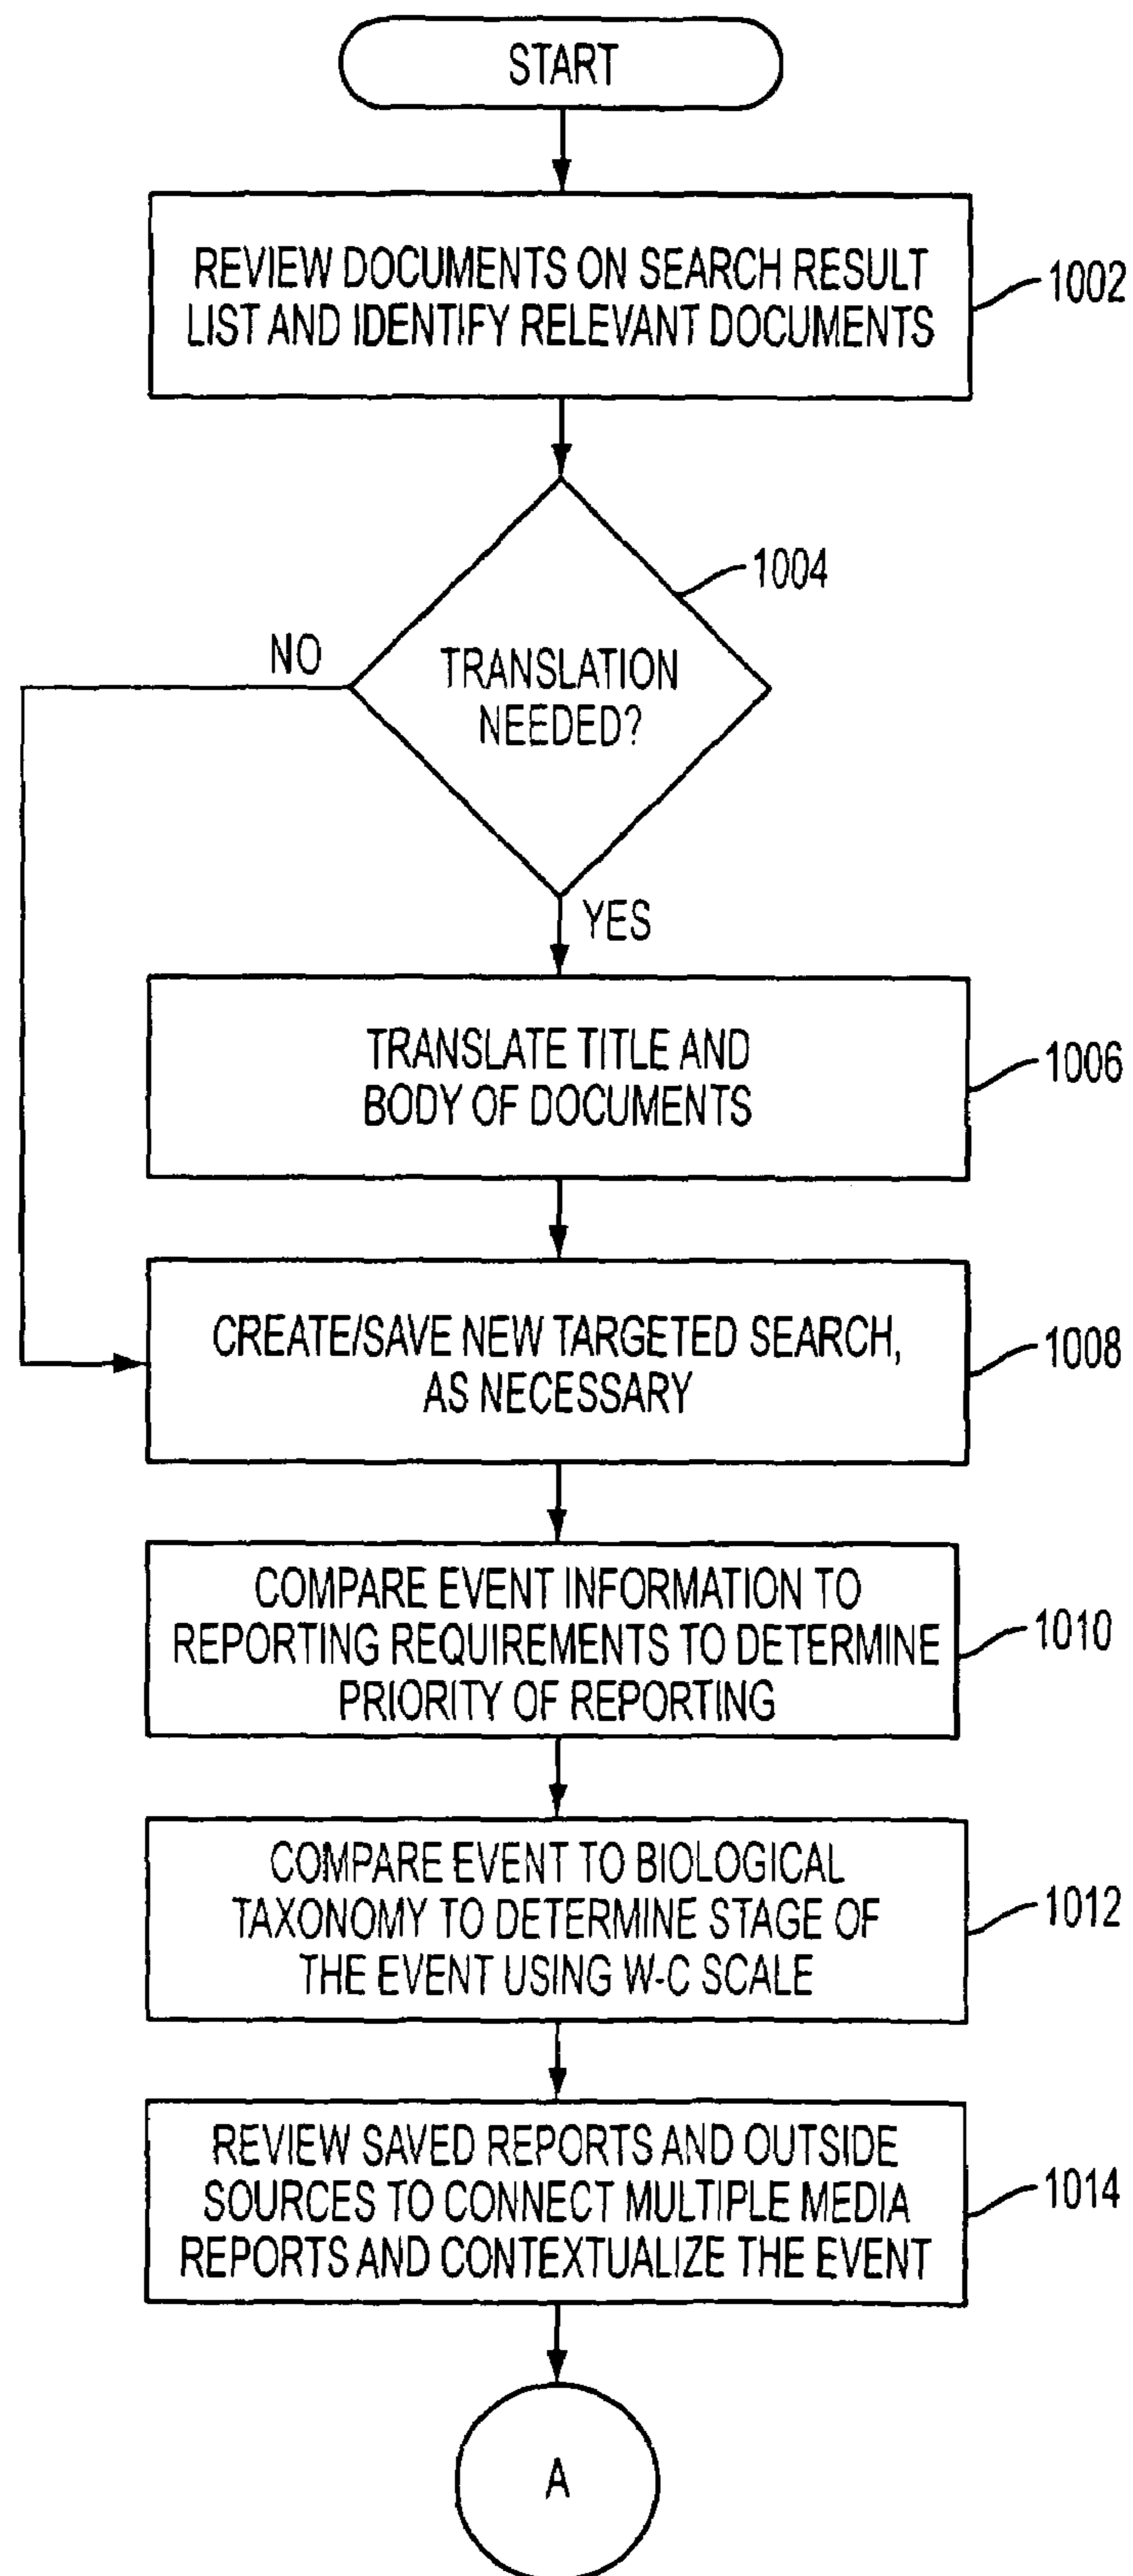 START
REVIEW DOCUMENTS ON SEARCH RESULT
LIST AND IDENTIFY RELEVANT DOCUMENTS
1002
1004
TRANSLATION
NEEDED?
NO
YES
TRANSLATE TITLE AND
BODY OF DOCUMENTS
1006
CREATE/SAVE NEW TARGETED SEARCH,
AS NECESSARY
1008
COMPARE EVENT INFORMATION TO
REPORTING REQUIREMENTS TO DETERMINE
PRIORITY OF REPORTING
1010
COMPARE EVENT TO BIOLOGICAL
TAXONOMY TO DETERMINE STAGE OF
THE EVENT USING W-C SCALE
1012
REVIEW SAVED REPORTS AND OUTSIDE
SOURCES TO CONNECT MULTIPLE MEDIA
REPORTS AND CONTEXTUALIZE THE EVENT
1014
A